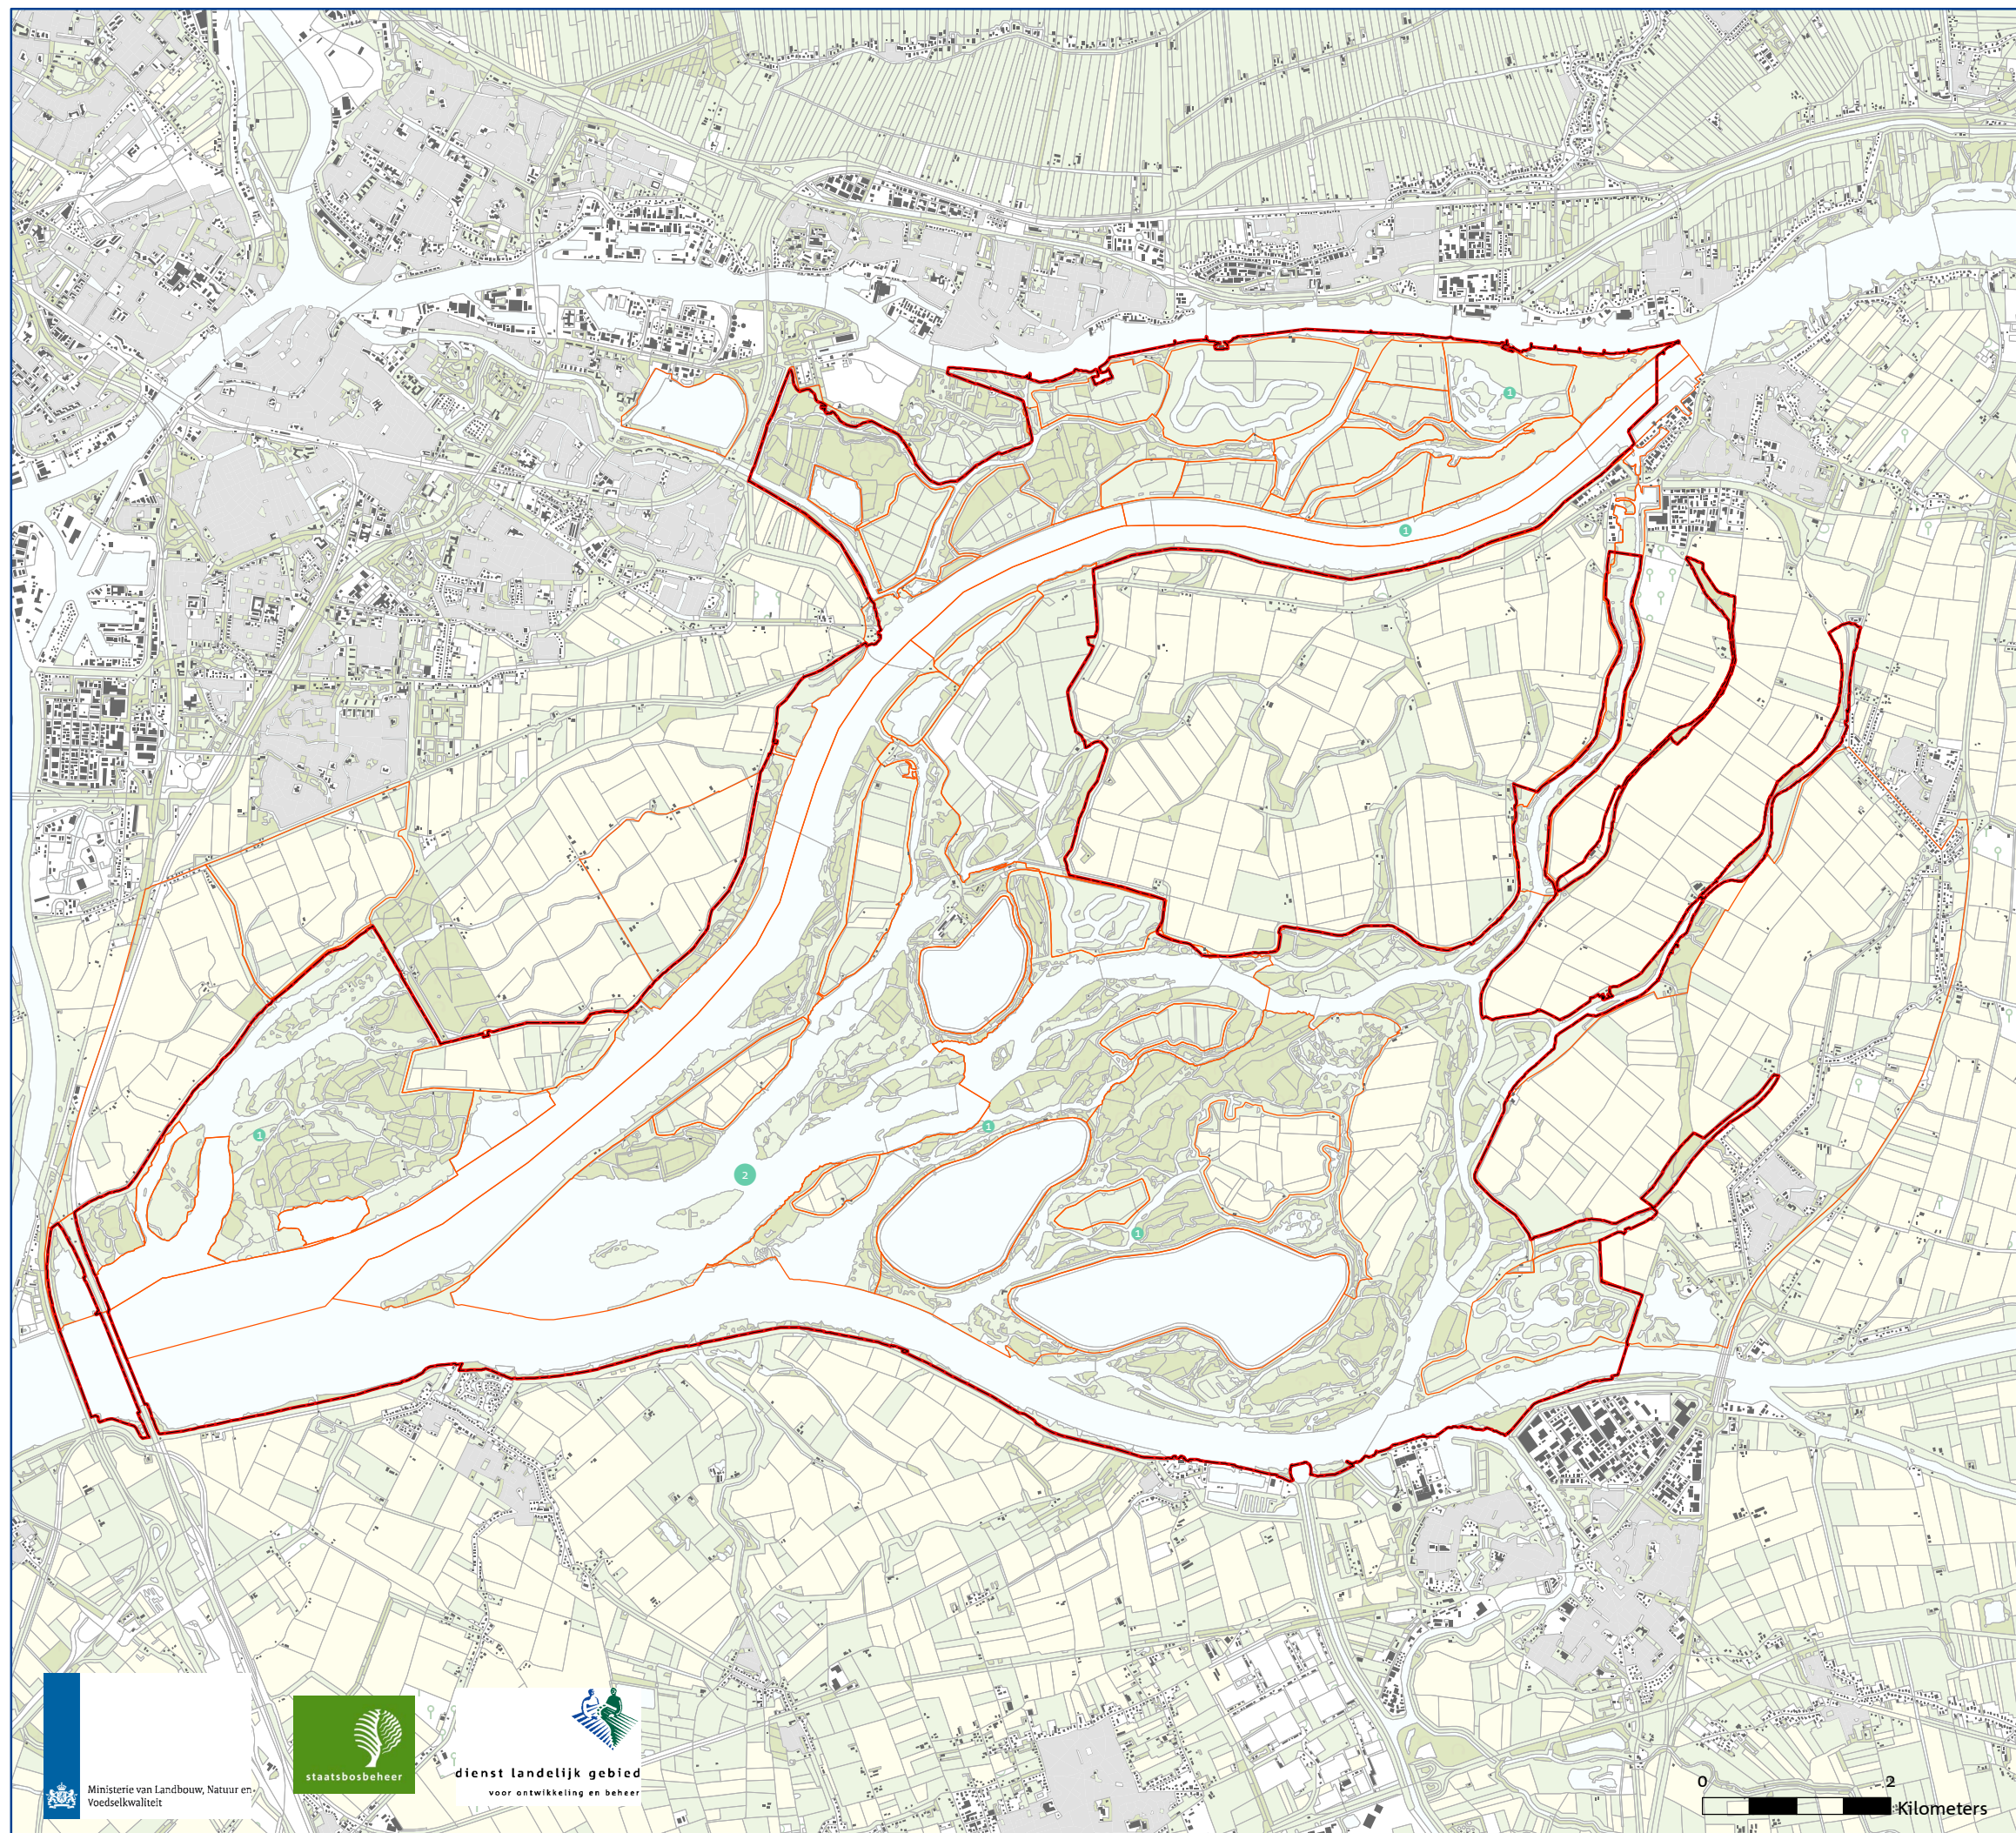 1
1
1
1
2
1
Ministerie van Landbouw, Natuur en
Voedselkwaliteit
staatsbosbeheer
dienst landelijk gebied
voor ontwikkeling en beheer
0 2
Kilometers